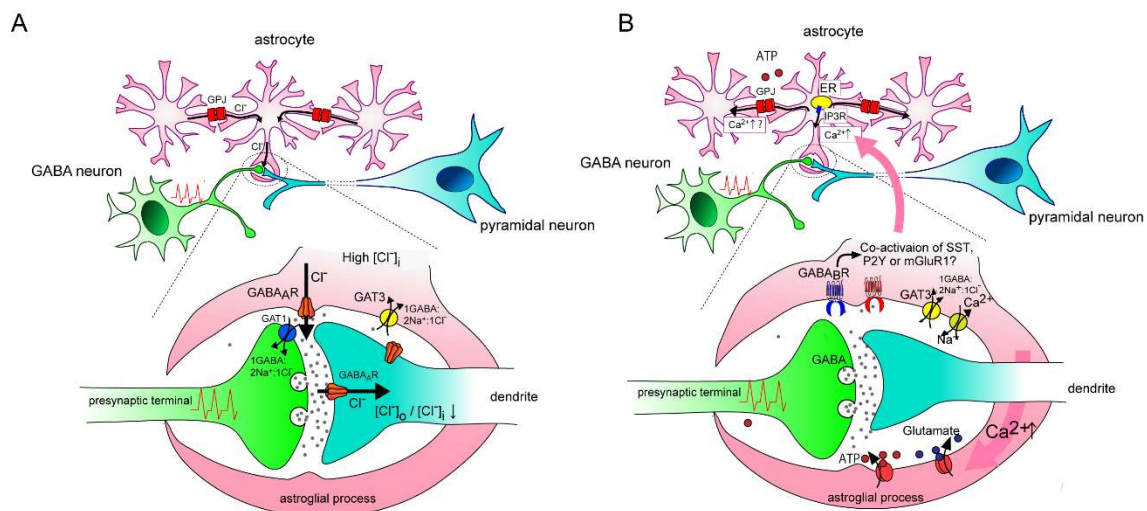 A
astrocyte
GPJ
Cl⁻
Cl⁻
GABA neuron
pyramidal neuron
High [Cl⁻]i
Cl⁻
GABAAR
GAT3
1GABA:
2Na⁺:1Cl⁻
GAT1
1GABA:
2Na⁺:1Cl⁻
GABAAR
Cl⁻
presynaptic terminal
dendrite
[Cl⁻]o / [Cl⁻]i ↓
astroglial process
B
astrocyte
ATP
GPJ
ER
IP3R
Ca²⁺↑?
Ca²⁺↑
GABA neuron
pyramidal neuron
Co-activaion of SST,
P2Y or mGluR1?
GABABR
GAT3
1GABA:
2Na⁺:1Cl⁻
Ca2+
Na⁺
GABA
presynaptic terminal
dendrite
Glutamate
Ca2+↑
ATP
astroglial process